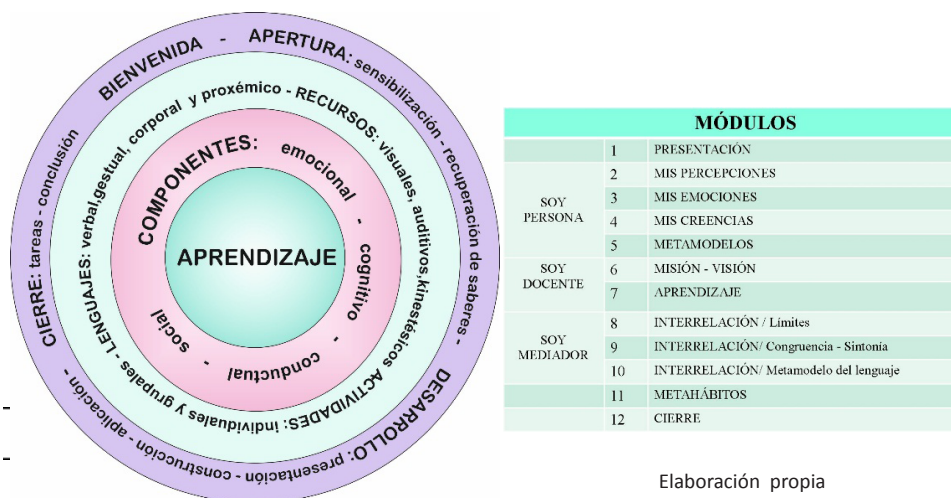 BIENVENIDA - APERTURA: sensibilización - recuperación de saberes - DESARROLLO: presentación - construcción - aplicación - CIERRE: tareas - conclusión
LENGUAJES: verbal,gestual, corporal y proxémico - RECURSOS: visuales, auditivos,kinestésicos ACTIVIDADES: individuales y grupales -
COMPONENTES: emocional - cognitivo - conductual - social
APRENDIZAJE
MÓDULOS
1 PRESENTACIÓN
SOY PERSONA
2 MIS PERCEPCIONES
3 MIS EMOCIONES
4 MIS CREENCIAS
5 METAMODELOS
SOY DOCENTE
6 MISIÓN - VISIÓN
7 APRENDIZAJE
SOY MEDIADOR
8 INTERRELACIÓN / Límites
9 INTERRELACIÓN/ Congruencia - Sintonía
10 INTERRELACIÓN/ Metamodelo del lenguaje
11 METAHÁBITOS
12 CIERRE
Elaboración propia